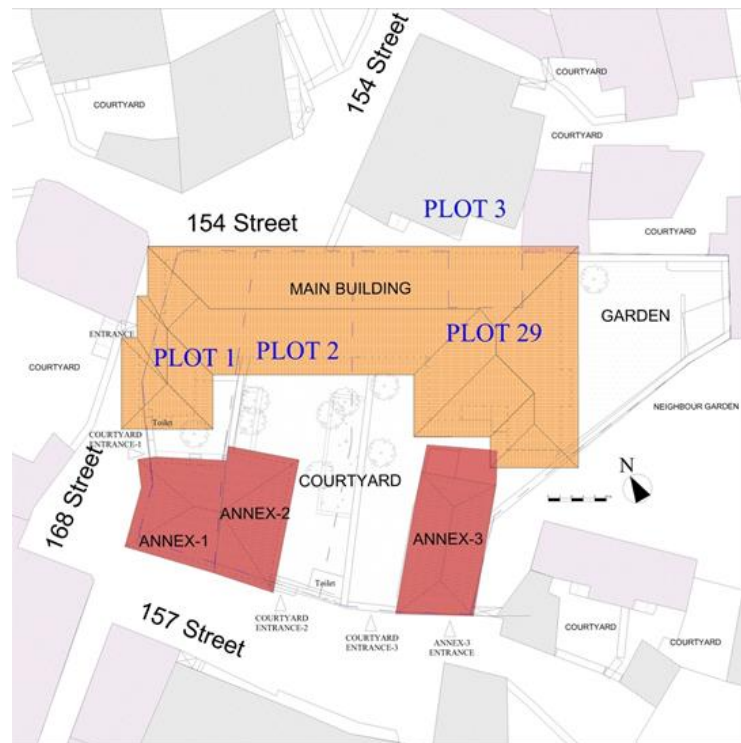 154 Street
COURTYARD
COURTYARD
COURTYARD
PLOT 3
154 Street
COURTYARD
MAIN BUILDING
GARDEN
ENTRANCE
PLOT 1
PLOT 2
PLOT 29
COURTYARD
NEIGHBOUR GARDEN
Toilet
COURTYARD
ENTRANCE-1
N
COURTYARD
168 Street
ANNEX-2
ANNEX-1
ANNEX-3
Toilet
157 Street
COURTYARD
ENTRANCE-2
COURTYARD
ENTRANCE-3
ANNEX-3
ENTRANCE
COURTYARD
COURTYARD